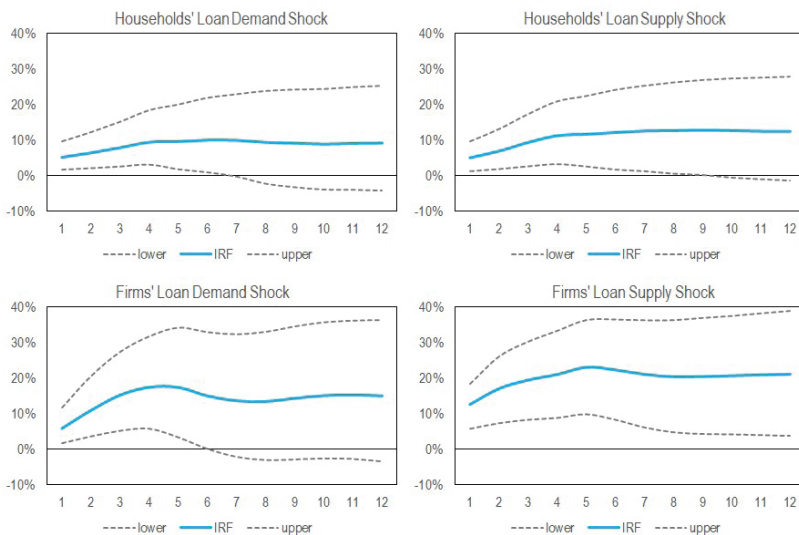 Households' Loan Demand Shock
40%
30%
20%
10%
0%
-10%
1 2 3 4 5 6 7 8 9 10 11 12
lower IRF upper
Households' Loan Supply Shock
40%
30%
20%
10%
0%
-10%
1 2 3 4 5 6 7 8 9 10 11 12
lower IRF upper
Firms' Loan Demand Shock
40%
30%
20%
10%
0%
-10%
1 2 3 4 5 6 7 8 9 10 11 12
lower IRF upper
Firms' Loan Supply Shock
40%
30%
20%
10%
0%
-10%
1 2 3 4 5 6 7 8 9 10 11 12
lower IRF upper